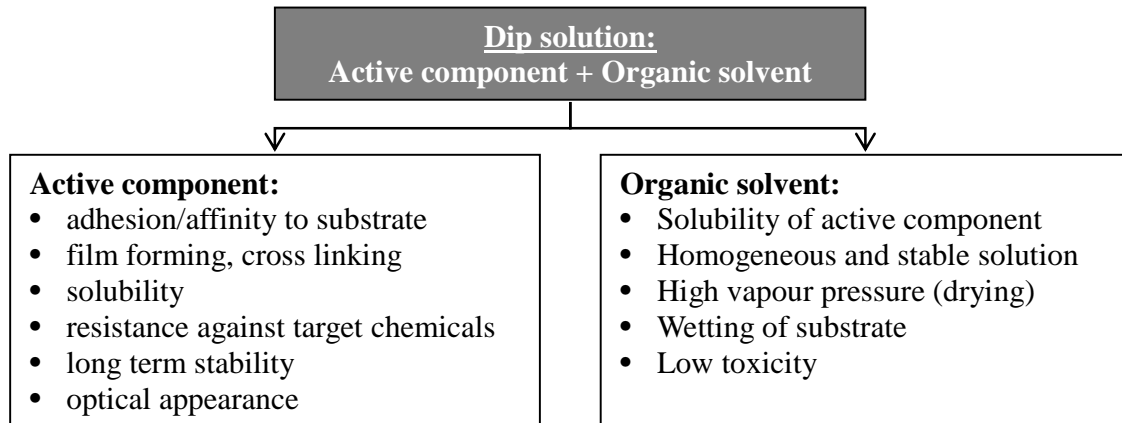 Dip solution:
Active component + Organic solvent
Active component:
• adhesion/affinity to substrate
• film forming, cross linking
• solubility
• resistance against target chemicals
• long term stability
• optical appearance
Organic solvent:
• Solubility of active component
• Homogeneous and stable solution
• High vapour pressure (drying)
• Wetting of substrate
• Low toxicity